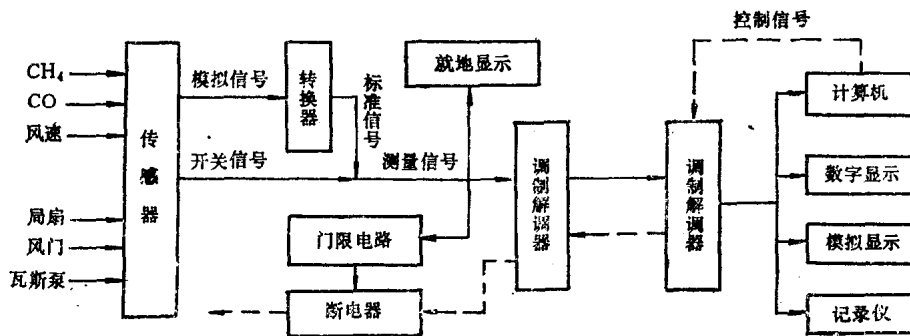 控制信号
CH₄
CO
风速
局扇
风门
瓦斯泵
传感器
模拟信号
开关信号
转换器
标准信号
就地显示
测量信号
门限电路
断电器
调制解调器
调制解调器
计算机
数字显示
模拟显示
记录仪